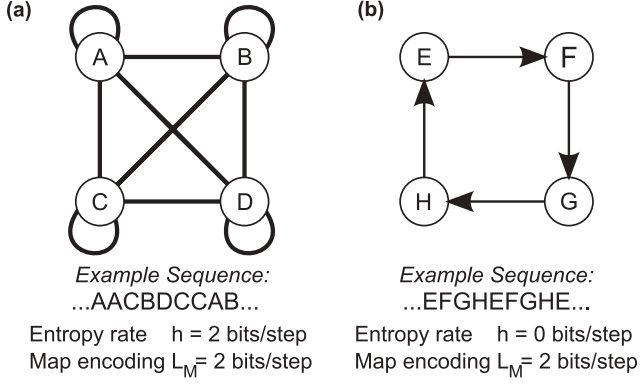 (a)
A B
C D
Example Sequence:
...AACBDCCAB...
Entropy rate h = 2 bits/step
Map encoding L_M = 2 bits/step
(b)
E F
H G
Example Sequence:
...EFGHEFGHE...
Entropy rate h = 0 bits/step
Map encoding L_M = 2 bits/step